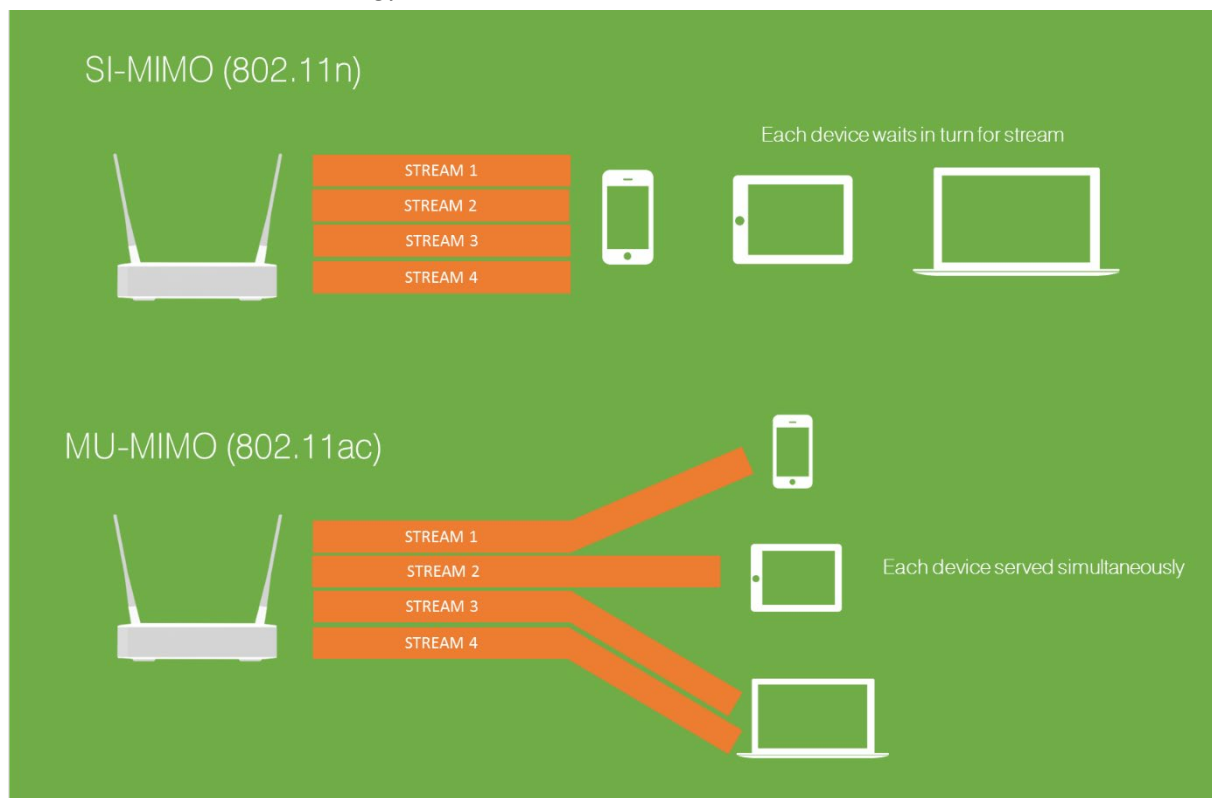 SI-MIMO (802.11n)
Each device waits in turn for stream
STREAM 1
STREAM 2
STREAM 3
STREAM 4
MU-MIMO (802.11ac)
STREAM 1
STREAM 2
Each device served simultaneously
STREAM 3
STREAM 4